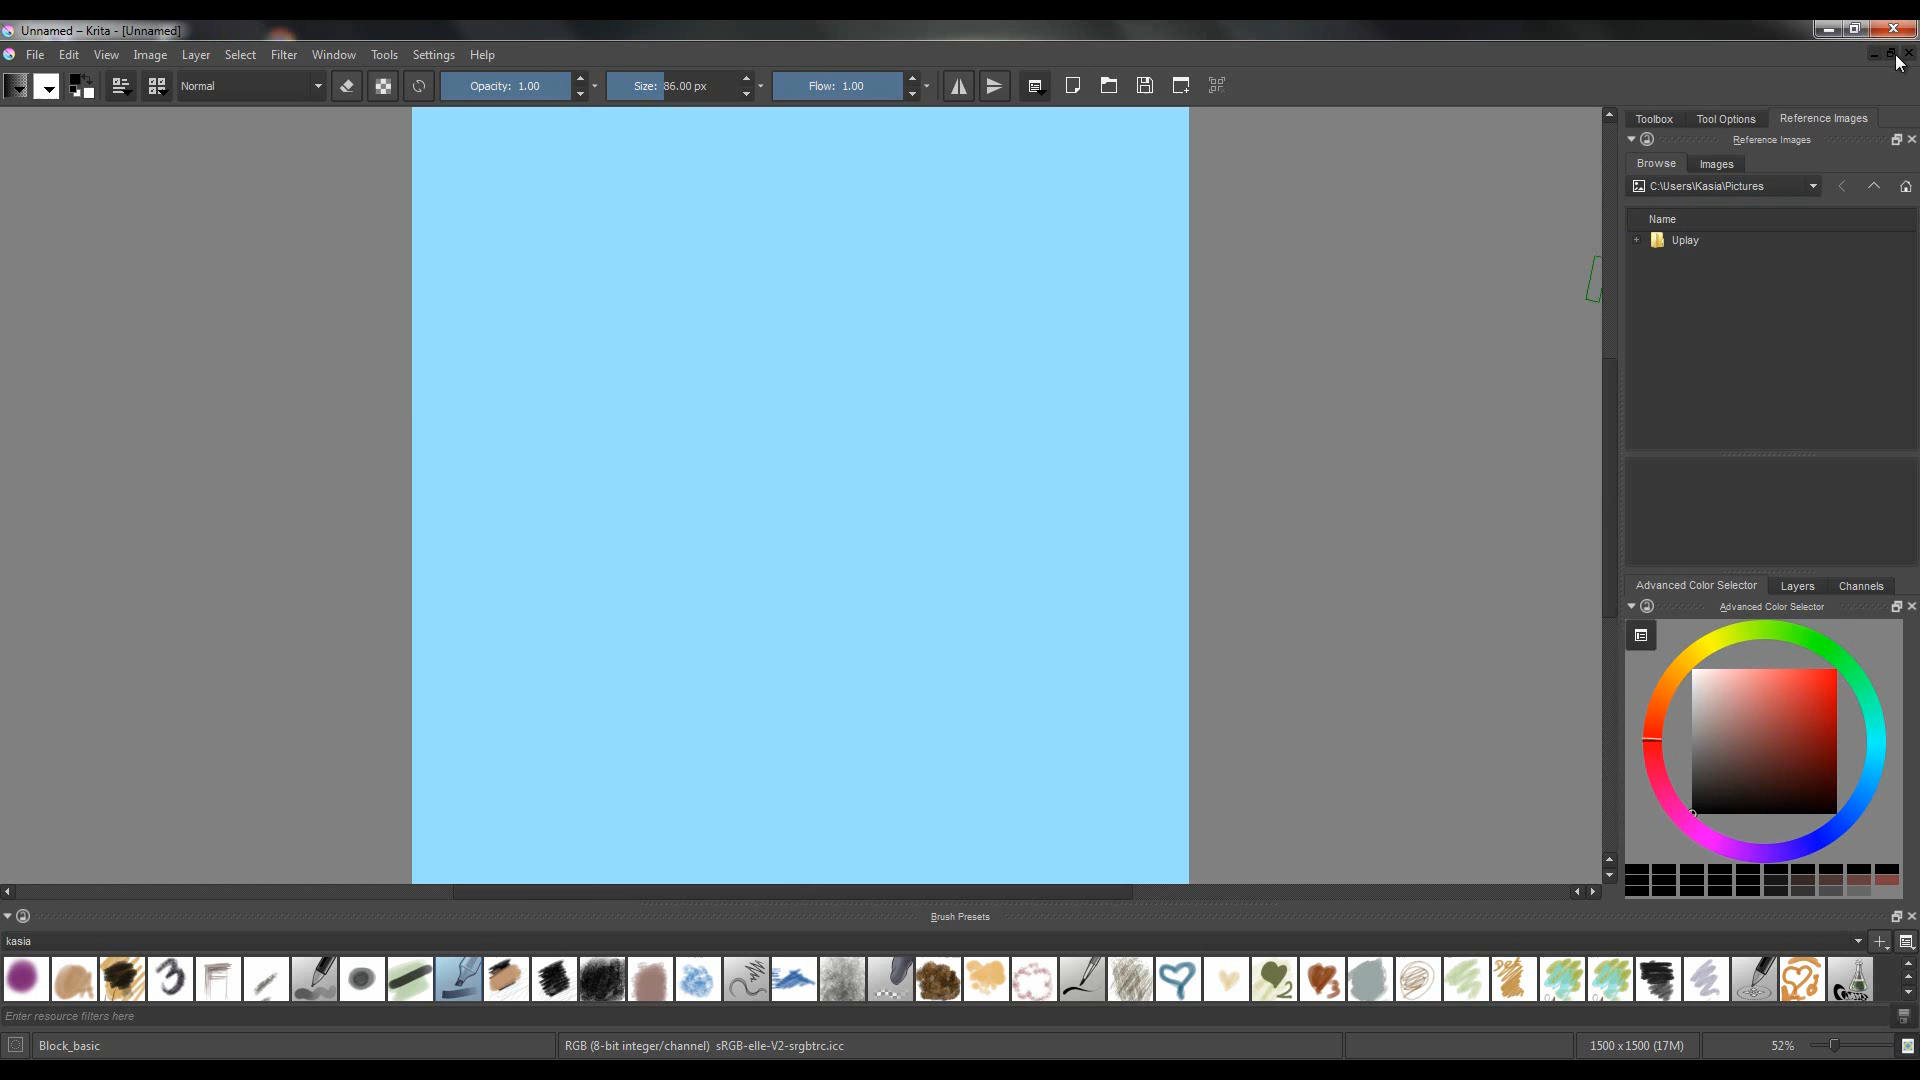 Unnamed – Krita - [Unnamed]
File Edit View Image Layer Select Filter Window Tools Settings Help
Normal Opacity: 1.00 Size: 86.00 px Flow: 1.00
Toolbox Tool Options Reference Images
Reference Images
Browse Images
C:\Users\Kasia\Pictures
Name
Uplay
Advanced Color Selector Layers Channels
Advanced Color Selector
Brush Presets
kasia
Enter resource filters here
Block_basic RGB (8-bit integer/channel) sRGB-elle-V2-srgbtrc.icc 1500 x 1500 (17M) 52%